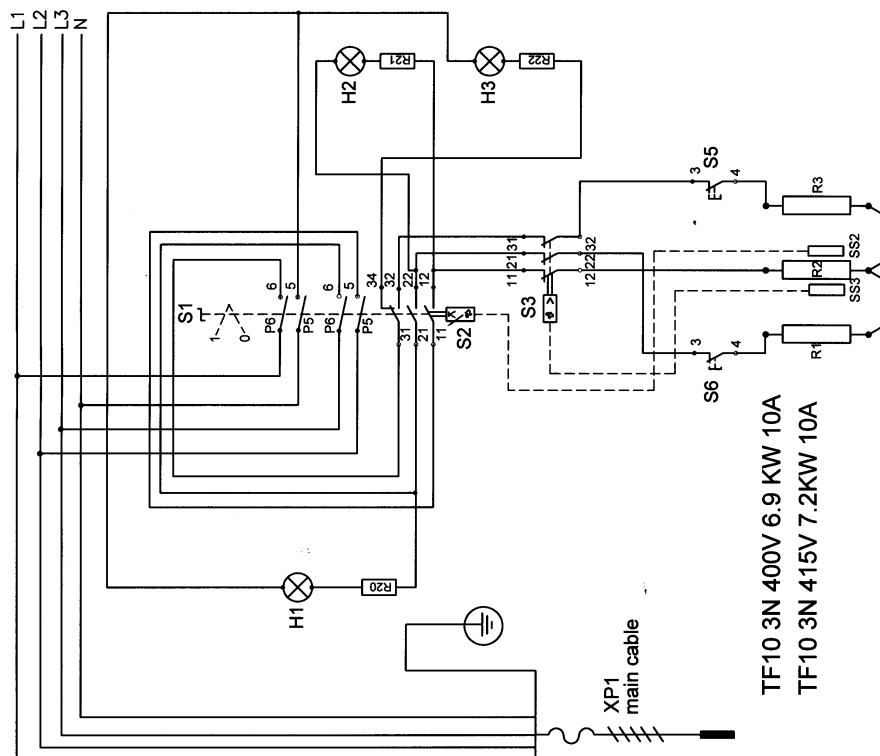 L1
L2
L3
N
H2
R21
H3
R22
S1
1
0
P6
6
P5
5
P6
6
P5
5
34
32
22
12
31
21
11
S2
S3
11
21
31
12
22
32
3
S5
4
R3
SS2
R2
SS3
3
S6
4
R1
H1
R20
XP1
main cable
TF10 3N 400V 6.9 KW 10A
TF10 3N 415V 7.2KW 10A